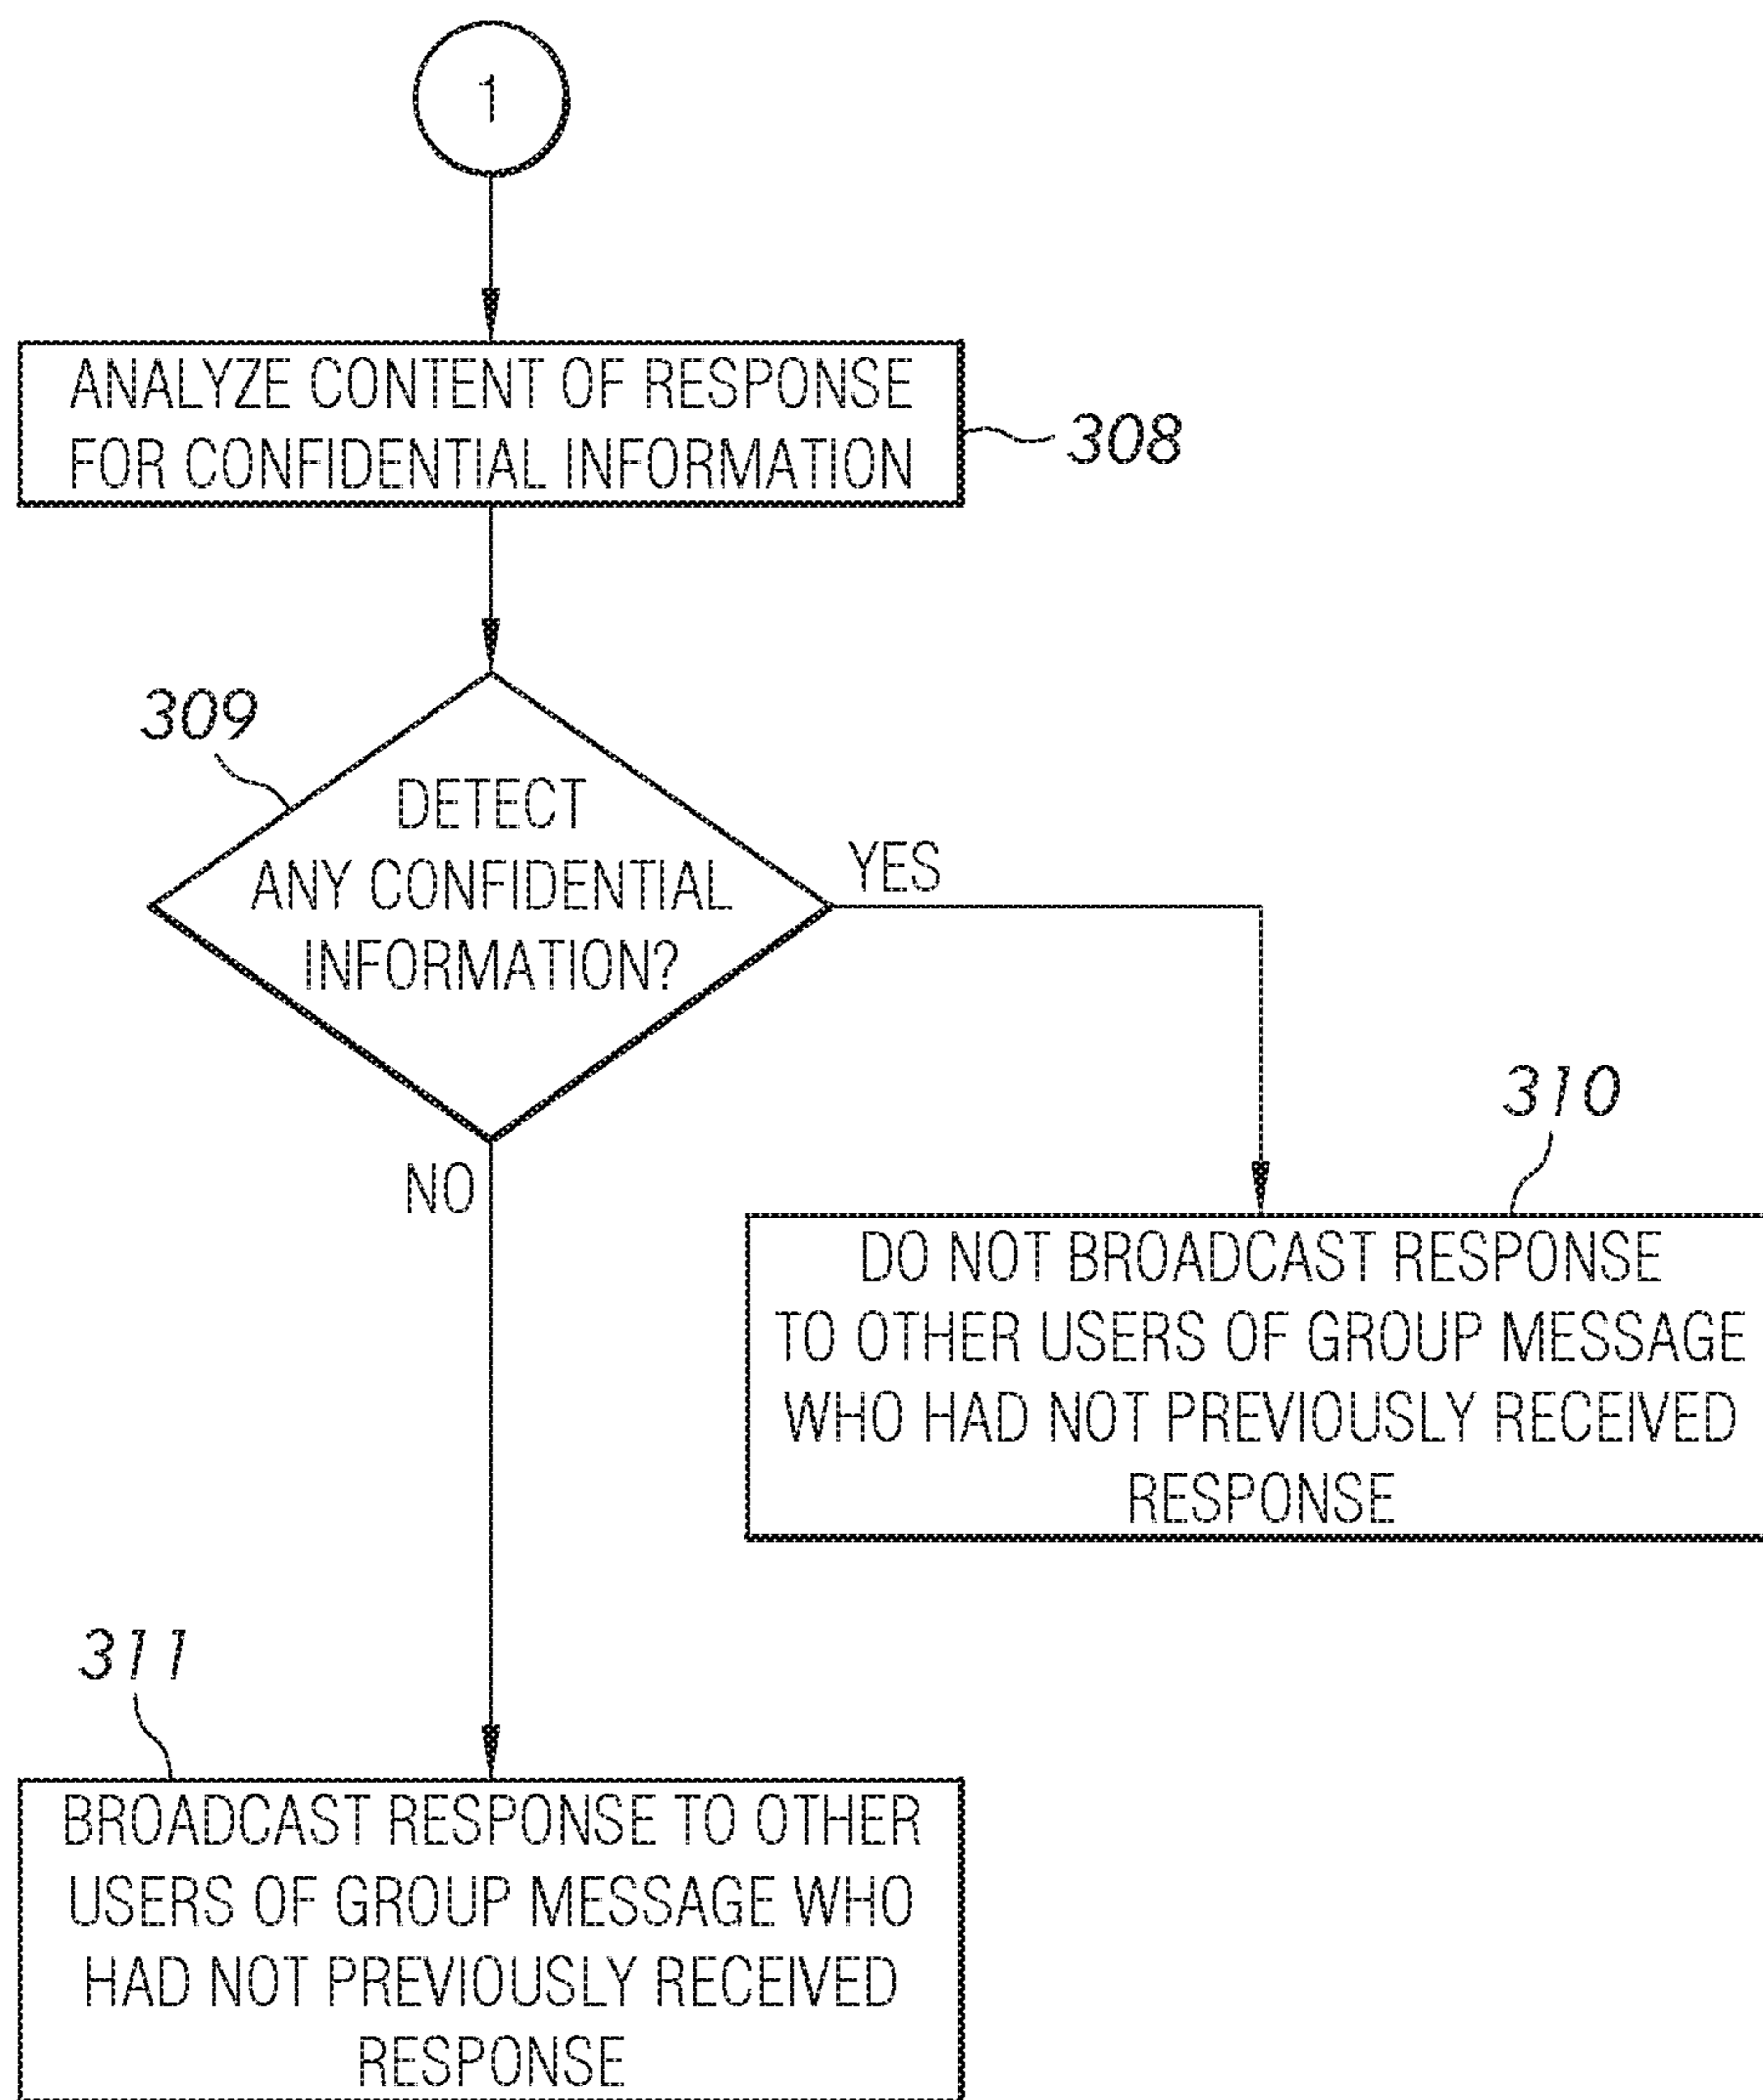 1
ANALYZE CONTENT OF RESPONSE
FOR CONFIDENTIAL INFORMATION
308
309
DETECT
ANY CONFIDENTIAL
INFORMATION?
YES
NO
310
DO NOT BROADCAST RESPONSE
TO OTHER USERS OF GROUP MESSAGE
WHO HAD NOT PREVIOUSLY RECEIVED
RESPONSE
311
BROADCAST RESPONSE TO OTHER
USERS OF GROUP MESSAGE WHO
HAD NOT PREVIOUSLY RECEIVED
RESPONSE